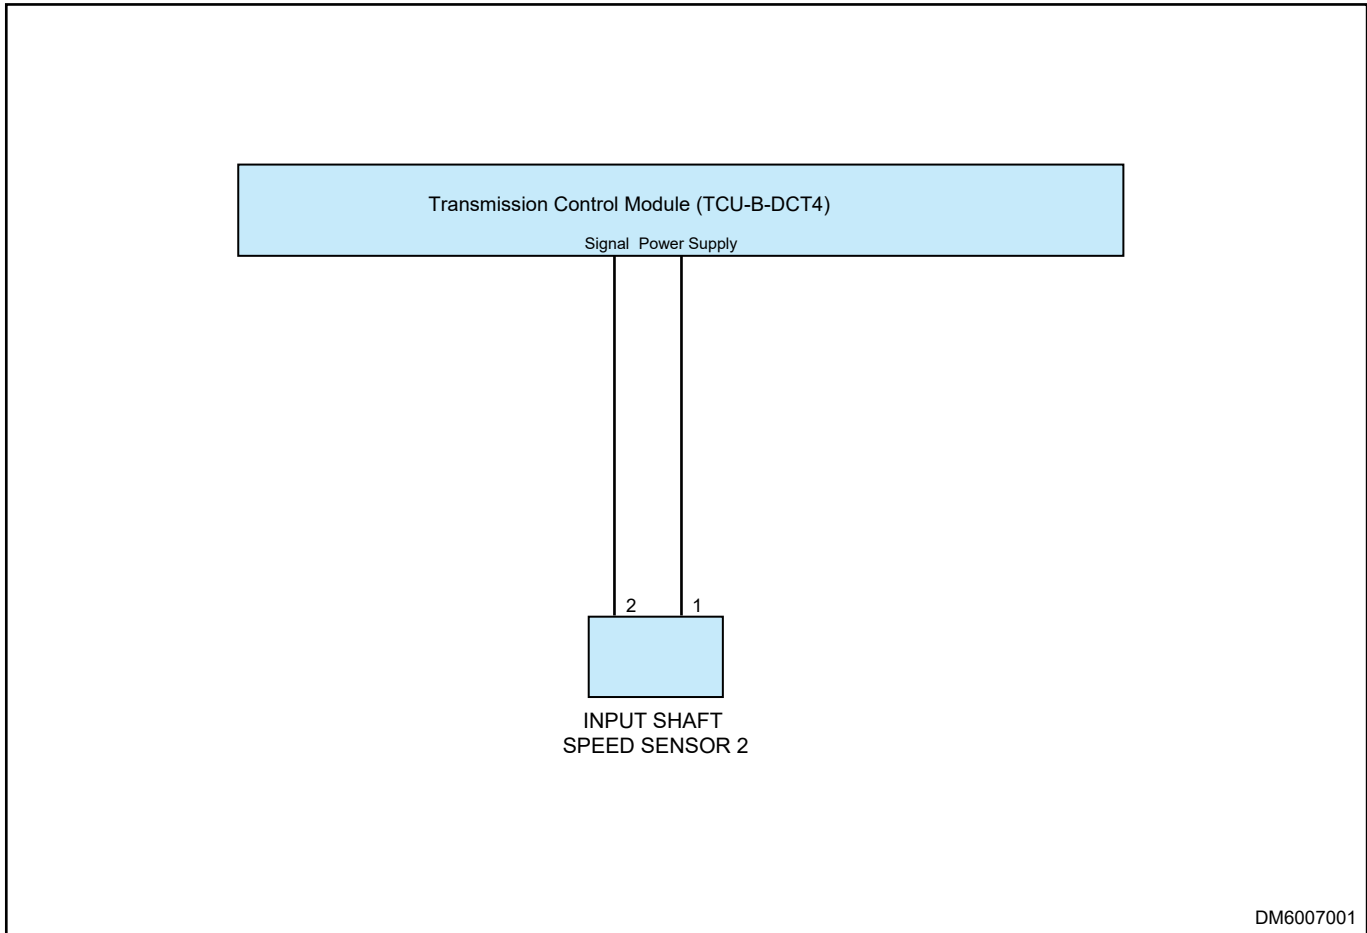 Transmission Control Module (TCU-B-DCT4)
Signal Power Supply
2 1
INPUT SHAFT
SPEED SENSOR 2
DM6007001